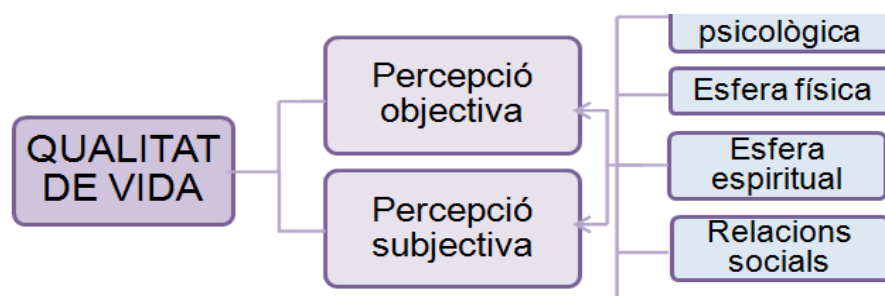 QUALITAT
DE VIDA
Percepció
objectiva
Percepció
subjectiva
psicològica
Esfera física
Esfera
espiritual
Relacions
socials